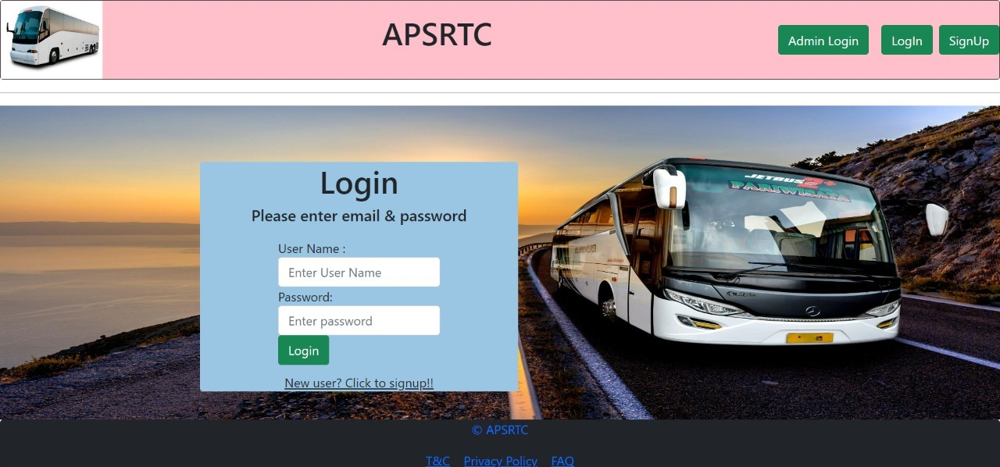 APSRTC
Admin Login
LogIn
SignUp
Login
Please enter email & password
User Name :
Enter User Name
Password:
Enter password
Login
New user? Click to signup!!
JETBUS 2+
PARIWISATA
© APSRTC
T&C Privacy Policy FAQ